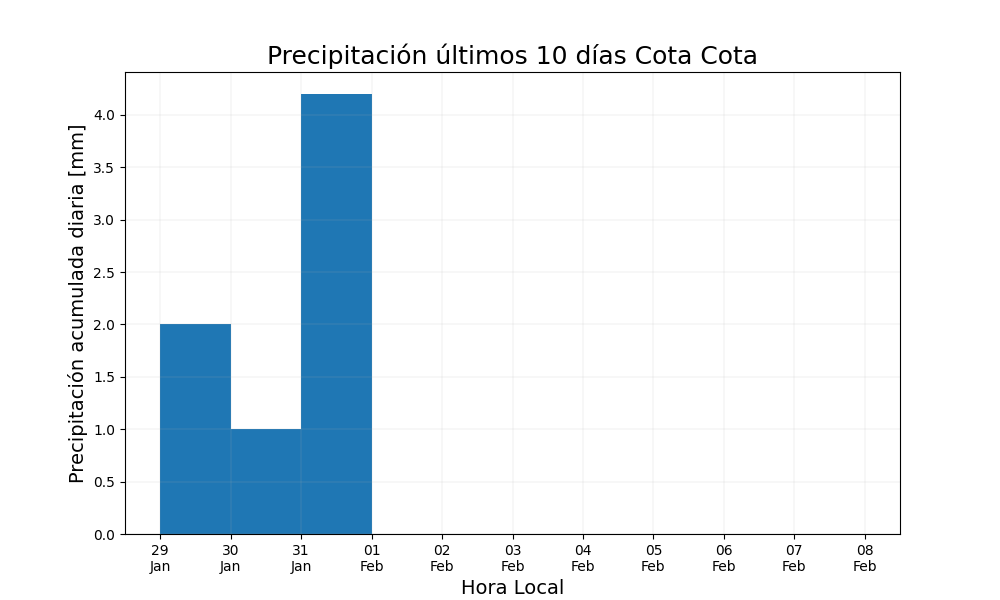 Precipitación últimos 10 días Cota Cota
Precipitación acumulada diaria [mm]
4.0
3.5
3.0
2.5
2.0
1.5
1.0
0.5
0.0
29 30 31 01 02 03 04 05 06 07 08
Jan Jan Jan Feb Feb Feb Feb Feb Feb Feb Feb
Hora Local